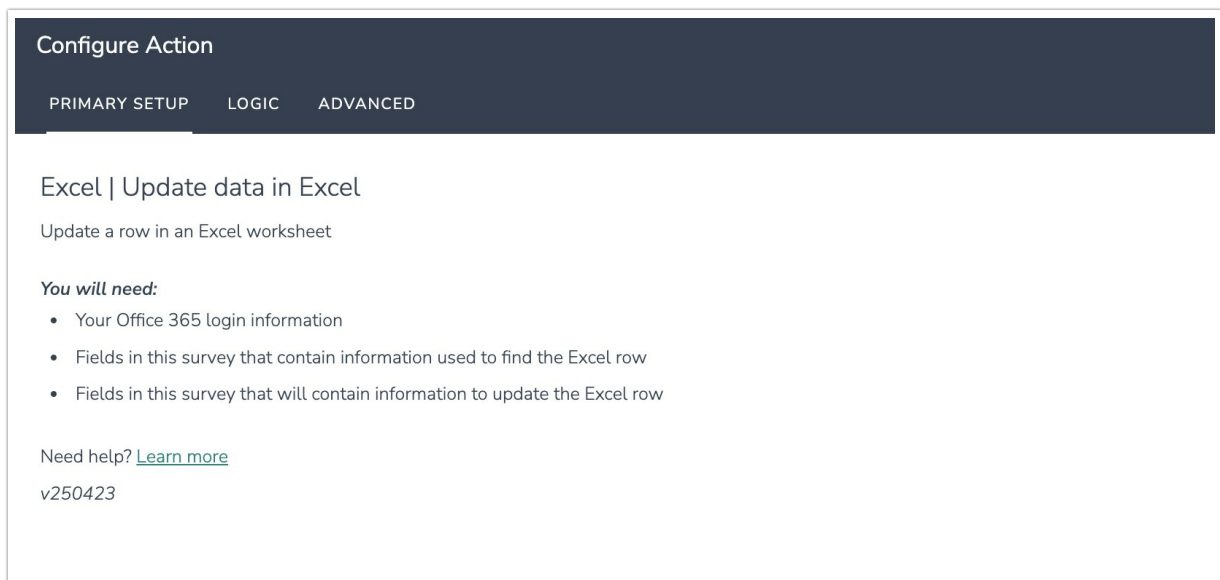 Configure Action
PRIMARY SETUP LOGIC ADVANCED
Excel | Update data in Excel
Update a row in an Excel worksheet
You will need:
• Your Office 365 login information
• Fields in this survey that contain information used to find the Excel row
• Fields in this survey that will contain information to update the Excel row
Need help? Learn more
v250423